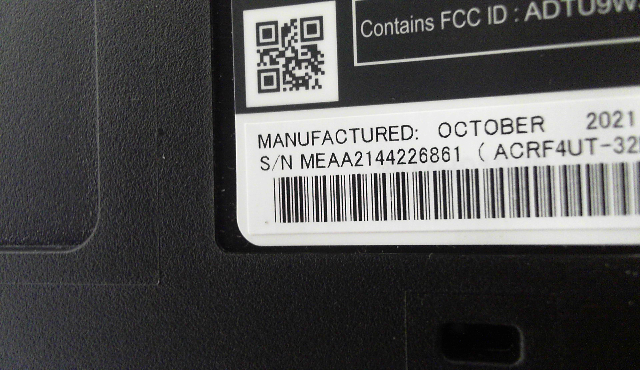 Contains FCC ID : ADTU9W
MANUFACTURED: OCTOBER 2021
S/N MEAA2144226861 ( ACRF4UT-32